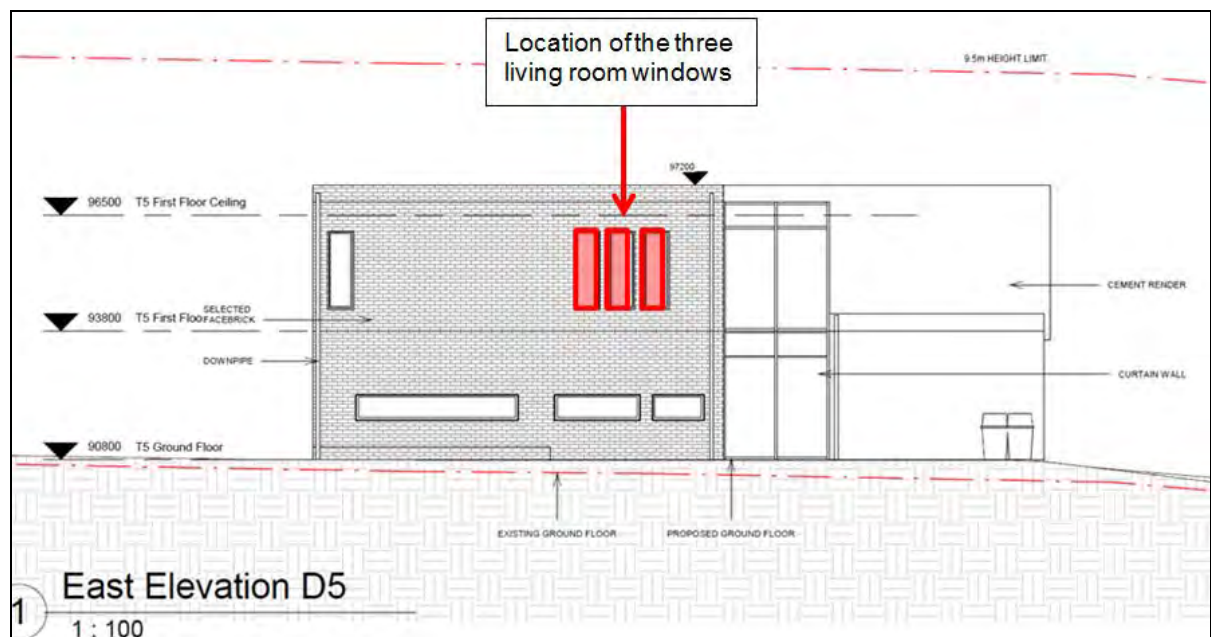 Location of the three
living room windows
9.5m HEIGHT LIMIT
97200
96500 T5 First Floor Ceiling
CEMENT RENDER
93800 T5 First Floor
SELECTED
FACEBRICK
DOWNPIPE
CURTAIN WALL
90800 T5 Ground Floor
EXISTING GROUND FLOOR
PROPOSED GROUND FLOOR
1
East Elevation D5
1 : 100